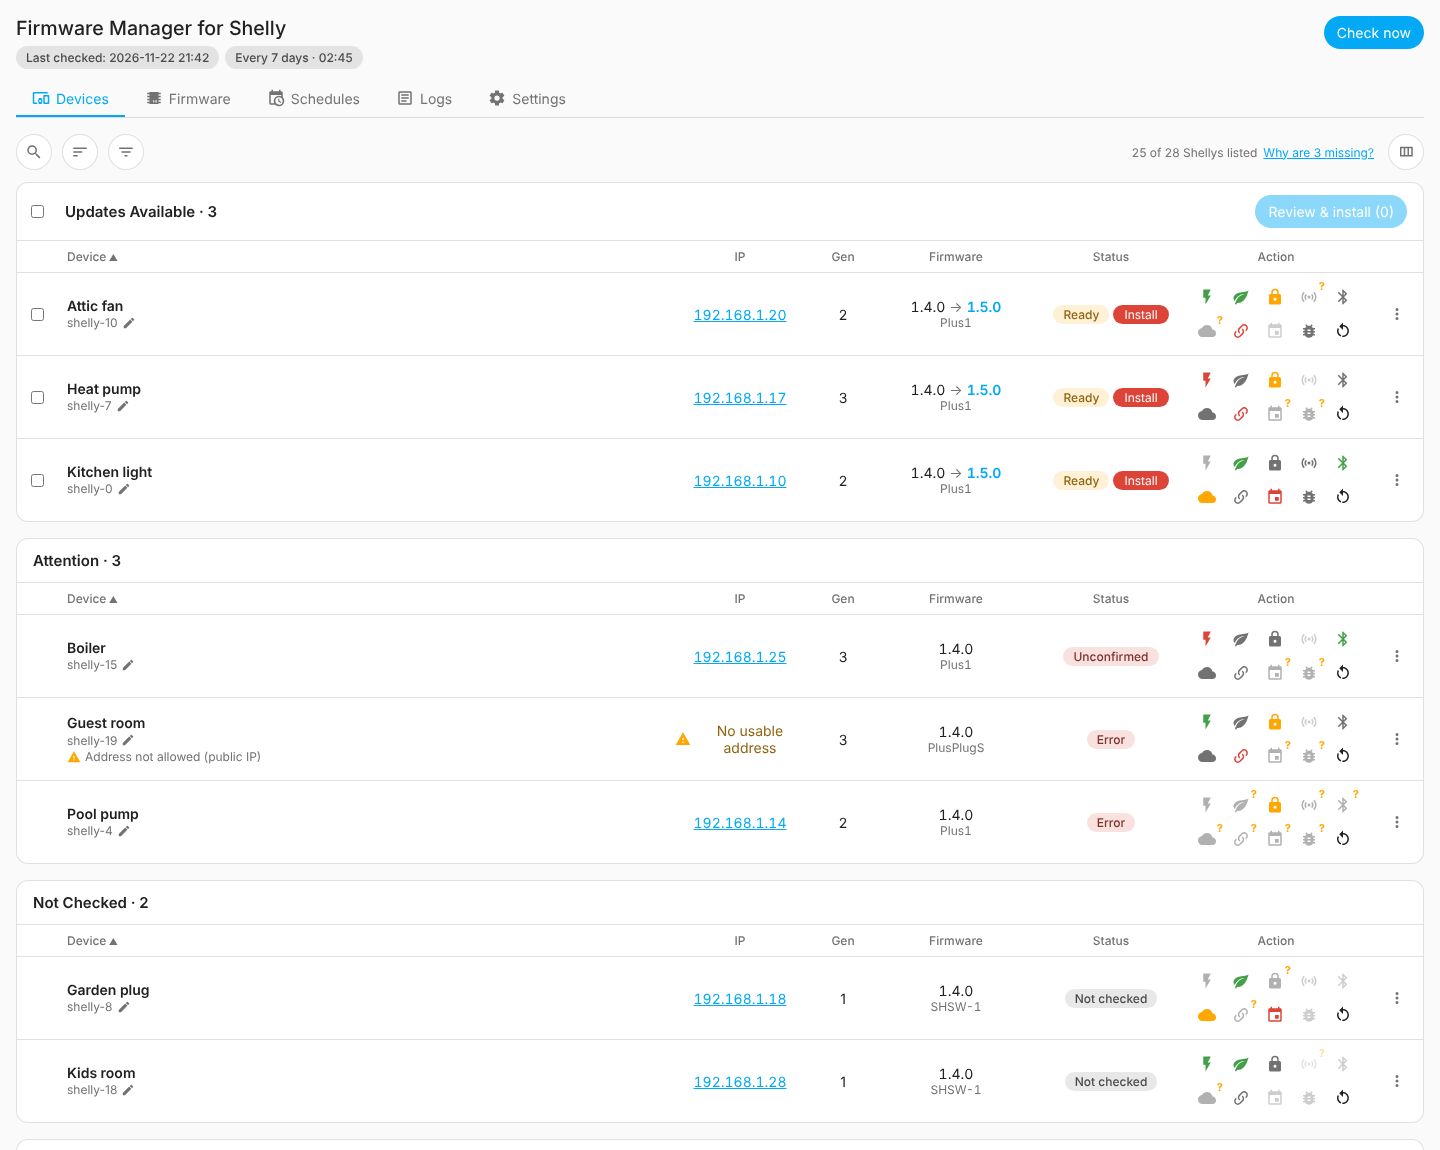 Firmware Manager for Shelly
Check now
Last checked: 2026-11-22 21:42
Every 7 days · 02:45
Devices
Firmware
Schedules
Logs
Settings
25 of 28 Shellys listed Why are 3 missing?
Updates Available · 3
Review & install (0)
Device ▲ IP Gen Firmware Status Action
Attic fan
shelly-10
192.168.1.20
2
1.4.0 → 1.5.0
Plus1
Ready Install
?
?
Heat pump
shelly-7
192.168.1.17
3
1.4.0 → 1.5.0
Plus1
Ready Install
? ?
Kitchen light
shelly-0
192.168.1.10
2
1.4.0 → 1.5.0
Plus1
Ready Install
Attention · 3
Device ▲ IP Gen Firmware Status Action
Boiler
shelly-15
192.168.1.25
3
1.4.0
Plus1
Unconfirmed
? ?
Guest room
shelly-19
Address not allowed (public IP)
No usable
address
3
1.4.0
PlusPlugS
Error
? ?
Pool pump
shelly-4
192.168.1.14
2
1.4.0
Plus1
Error
? ? ?
? ? ? ?
Not Checked · 2
Device ▲ IP Gen Firmware Status Action
Garden plug
shelly-8
192.168.1.18
1
1.4.0
SHSW-1
Not checked
?
?
Kids room
shelly-18
192.168.1.28
1
1.4.0
SHSW-1
Not checked
?
?